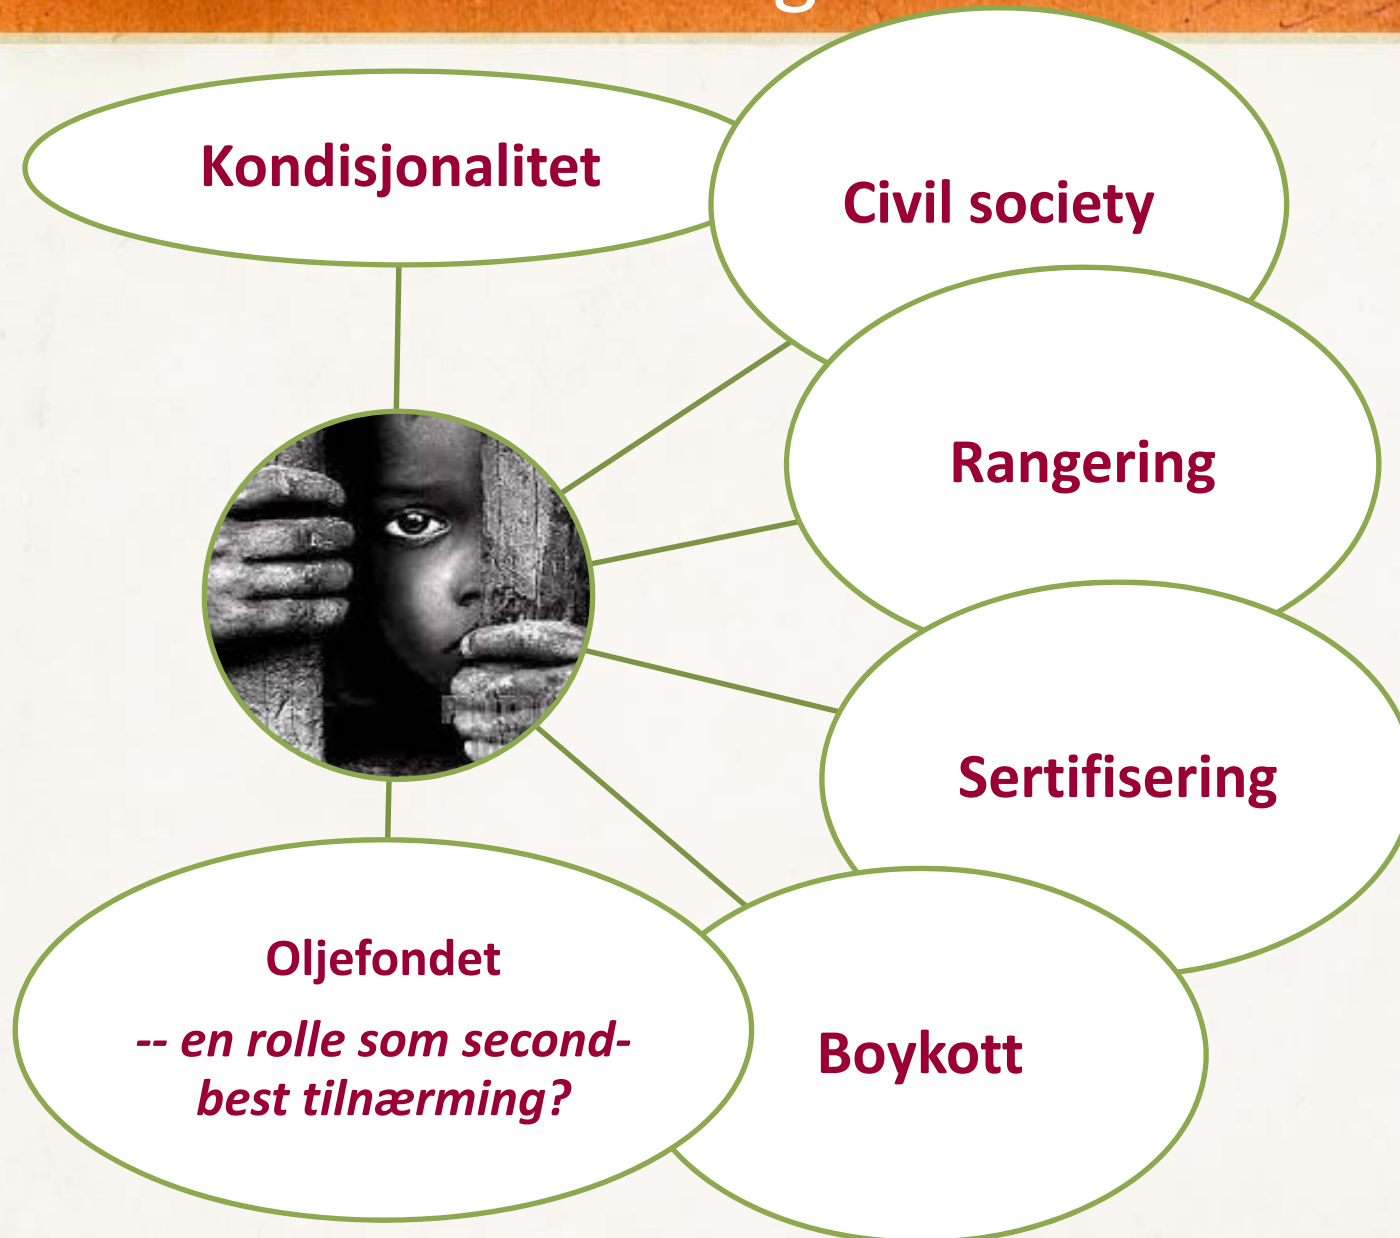 Kondisjonalitet
Civil society
Rangering
Sertifisering
Oljefondet
-- en rolle som second-
best tilnærming?
Boykott